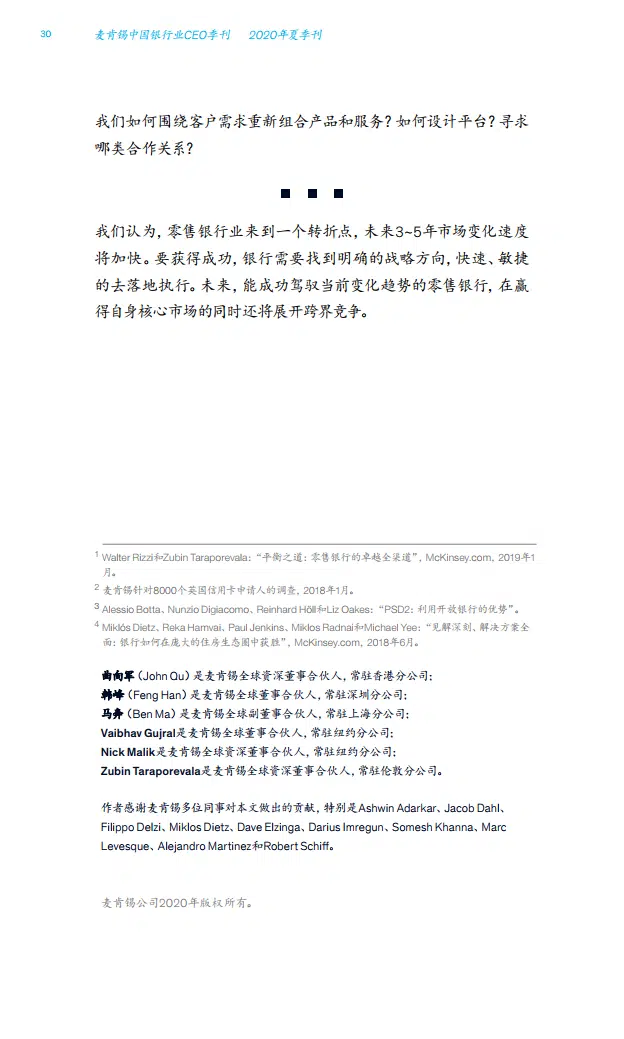 30 麦肯锡中国银行业CEO季刊 2020年夏季刊
我们如何围绕客户需求重新组合产品和服务？如何设计平台？寻求
哪类合作关系？
我们认为，零售银行业来到一个转折点，未来3~5年市场变化速度
将加快。要获得成功，银行需要找到明确的战略方向，快速、敏捷
的去落地执行。未来，能成功驾驭当前变化趋势的零售银行，在赢
得自身核心市场的同时还将展开跨界竞争。
1 Walter Rizzi和Zubin Taraporevala：“平衡之道：零售银行的卓越全渠道”，McKinsey.com，2019年1
月。
2 麦肯锡针对8000个英国信用卡申请人的调查，2018年1月。
3 Alessio Botta、Nunzio Digiacomo、Reinhard Höll和Liz Oakes：“PSD2：利用开放银行的优势”。
4 Miklós Dietz、Reka Hamvai、Paul Jenkins、Miklos Radnai和Michael Yee：“见解深刻、解决方案全
面：银行如何在庞大的住房生态圈中获胜”，McKinsey.com，2018年6月。
曲向军（John Qu）是麦肯锡全球资深董事合伙人，常驻香港分公司；
韩峰（Feng Han）是麦肯锡全球董事合伙人，常驻深圳分公司；
马奔（Ben Ma）是麦肯锡全球副董事合伙人，常驻上海分公司；
Vaibhav Gujral是麦肯锡全球董事合伙人，常驻纽约分公司；
Nick Malik是麦肯锡全球资深董事合伙人，常驻纽约分公司；
Zubin Taraporevala是麦肯锡全球资深董事合伙人，常驻伦敦分公司。
作者感谢麦肯锡多位同事对本文做出的贡献，特别是Ashwin Adarkar、Jacob Dahl、
Filippo Delzi、Miklos Dietz、Dave Elzinga、Darius Imregun、Somesh Khanna、Marc
Levesque、Alejandro Martinez和Robert Schiff。
麦肯锡公司2020年版权所有。